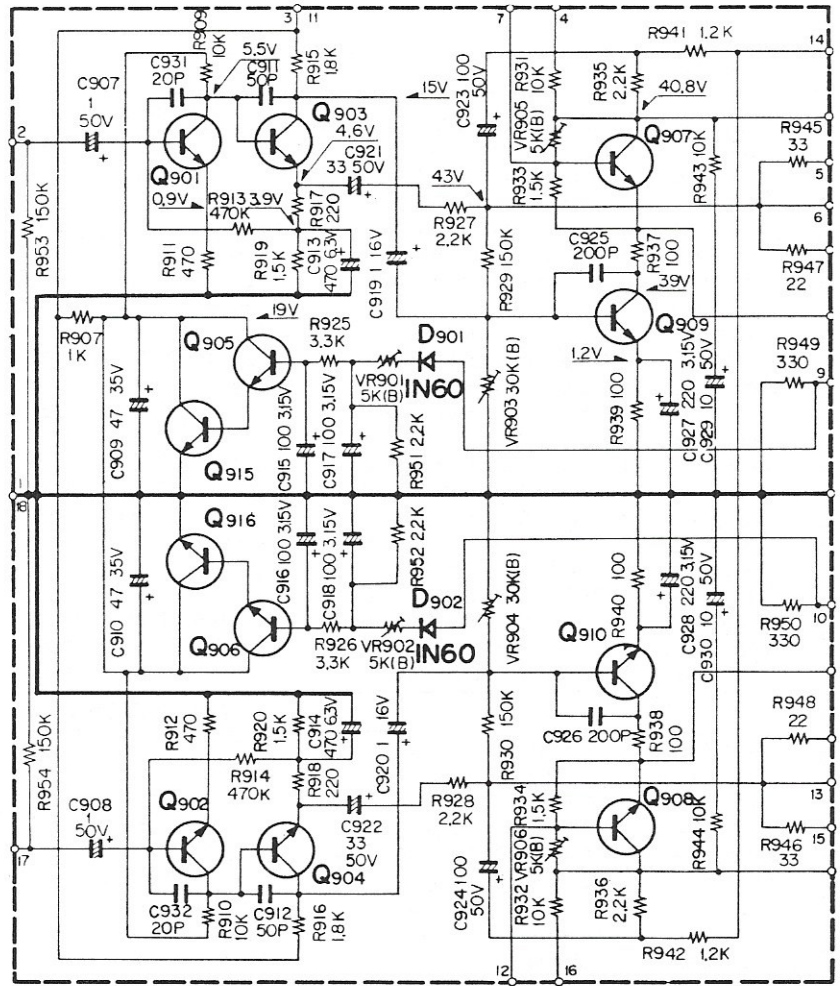 3 11
7 4
R909 10K
C931 20P
5,5V
C911 50P
R915 1,8K
C907 1 50V
Q903
15V
C923 100 50V
R931 10K
R935 2,2K
R941 1,2K
14
40,8V
VR905 5K(B)
Q907
R945 33
5
2
Q901
4,6V
C921 33 50V
43V
R933 1,5K
R943 10K
6
0,9V
R913 470K
3,9V
R917 220
R927 2,2K
R953 150K
R911 470
R919 1,5K
C913 470 6,3V
C919 1 16V
R929 150K
C925 200P
R937 100
R947 22
39V
Q909
R907 1K
19V
Q905
R925 3,3K
D901 1N60
VR901 5K(B)
VR903 30K(B)
1,2V
R939 100
C927 220 3,15V
C929 10 50V
R949 330
9
C909 47 35V
Q915
C915 100 3,15V
C917 100 3,15V
R951 2,2K
1
18
Q916
C910 47 35V
Q906
C916 100 3,15V
C918 100 3,15V
R952 2,2K
D902 1N60
R926 3,3K
VR902 5K(B)
VR904 30K(B)
Q910
R940 100
C928 220 3,15V
C930 10 50V
R950 330
10
R912 470
R920 1,5K
C914 470 6,3V
C920 1 16V
R930 150K
C926 200P
R938 100
R948 22
R954 150K
R914 470K
R918 220
R928 2,2K
13
C908 1 50V
Q902
C922 33 50V
R934 1,5K
Q908
VR906 5K(B)
R944 10K
R946 33
15
17
Q904
C932 20P
R910 10K
C912 50P
R916 1,8K
C924 100 50V
R932 10K
R936 2,2K
R942 1,2K
12 16